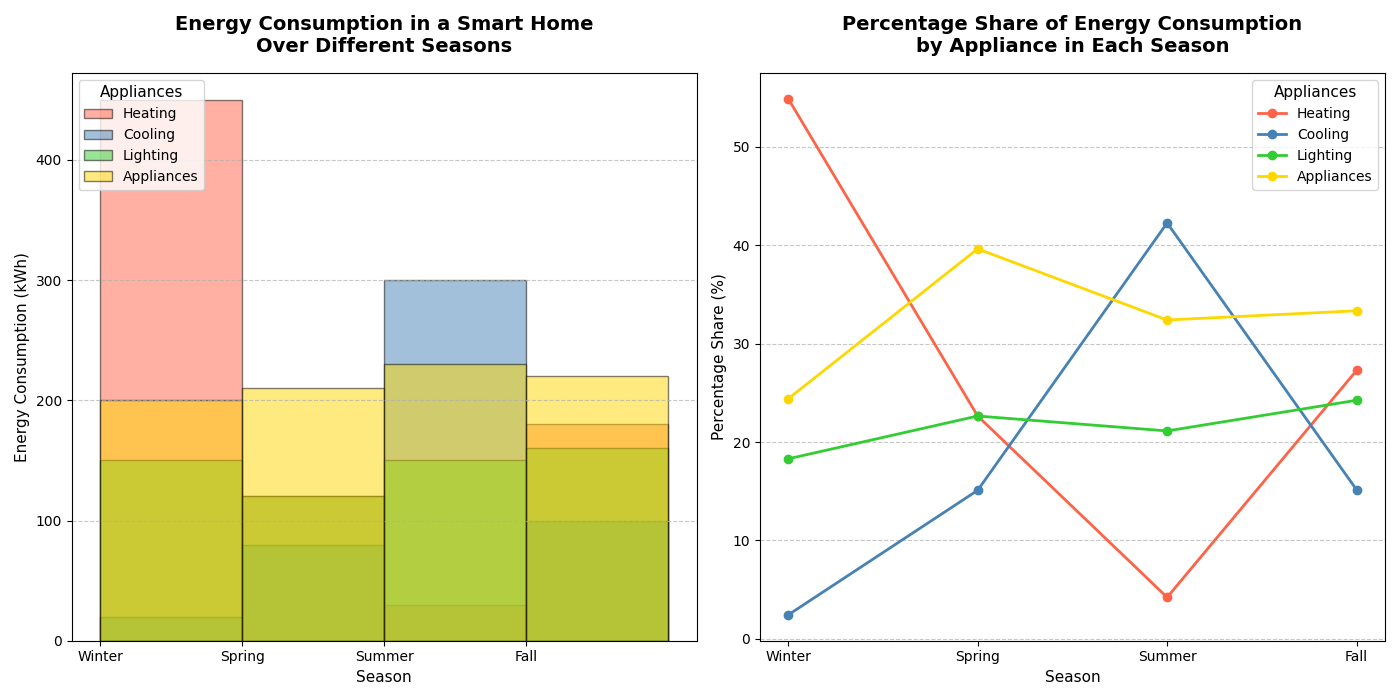 Energy Consumption in a Smart Home
Over Different Seasons
Energy Consumption (kWh)
400
300
200
100
0
Appliances
Heating
Cooling
Lighting
Appliances
Winter
Spring
Summer
Fall
Season
Percentage Share of Energy Consumption
by Appliance in Each Season
Percentage Share (%)
50
40
30
20
10
0
Appliances
Heating
Cooling
Lighting
Appliances
Winter
Spring
Summer
Fall
Season